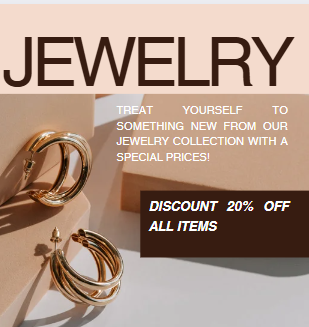 JEWELRY
TREAT YOURSELF TO
SOMETHING NEW FROM OUR
JEWELRY COLLECTION WITH A
SPECIAL PRICES!
DISCOUNT 20% OFF
ALL ITEMS